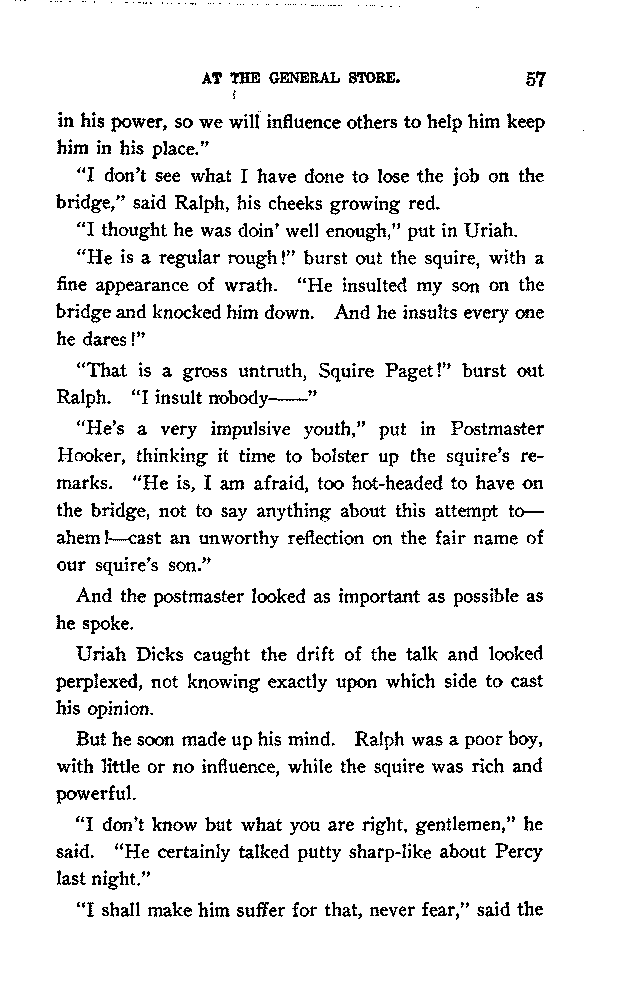 AT THE GENERAL STORE. 57
in his power, so we will influence others to help him keep
him in his place."
"I don't see what I have done to lose the job on the
bridge," said Ralph, his cheeks growing red.
"I thought he was doin' well enough," put in Uriah.
"He is a regular rough!" burst out the squire, with a
fine appearance of wrath. "He insulted my son on the
bridge and knocked him down. And he insults every one
he dares!"
"That is a gross untruth, Squire Paget!" burst out
Ralph. "I insult nobody——"
"He's a very impulsive youth," put in Postmaster
Hooker, thinking it time to bolster up the squire's re-
marks. "He is, I am afraid, too hot-headed to have on
the bridge, not to say anything about this attempt to—
ahem!—cast an unworthy reflection on the fair name of
our squire's son."
And the postmaster looked as important as possible as
he spoke.
Uriah Dicks caught the drift of the talk and looked
perplexed, not knowing exactly upon which side to cast
his opinion.
But he soon made up his mind. Ralph was a poor boy,
with little or no influence, while the squire was rich and
powerful.
"I don't know but what you are right, gentlemen," he
said. "He certainly talked putty sharp-like about Percy
last night."
"I shall make him suffer for that, never fear," said the